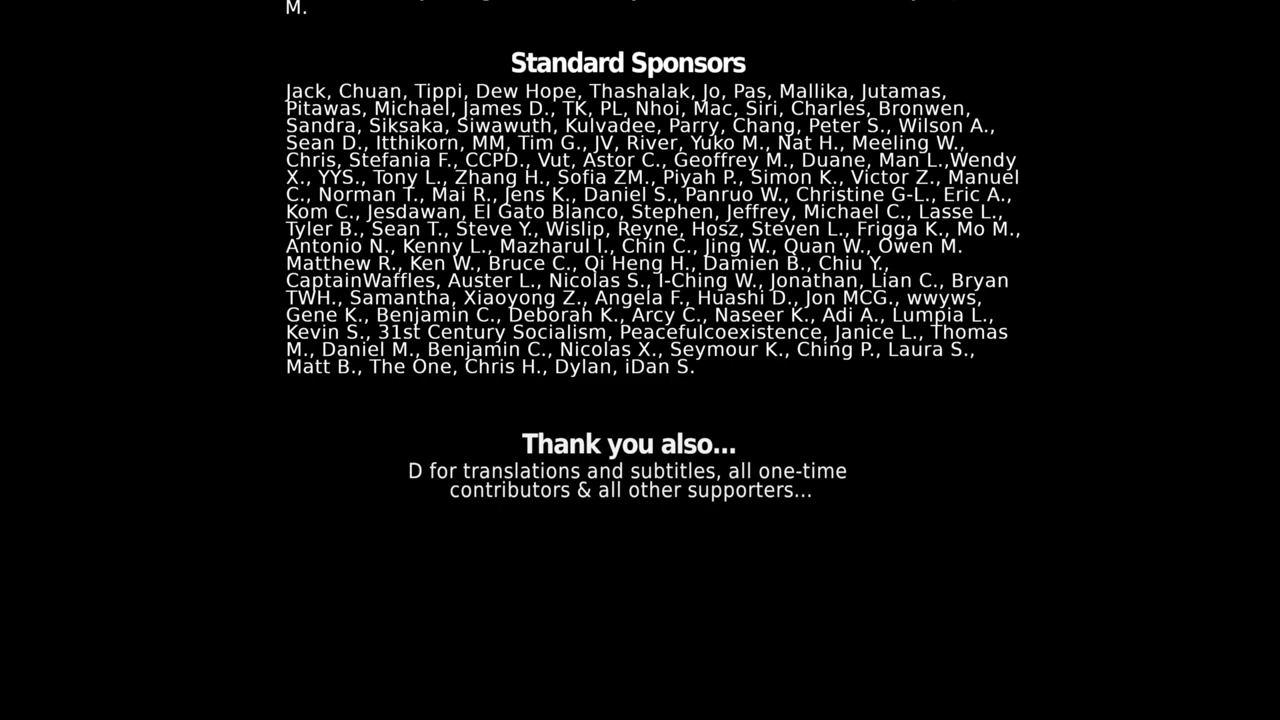 M.
Standard Sponsors
Jack, Chuan, Tippi, Dew Hope, Thashalak, Jo, Pas, Mallika, Jutamas,
Pitawas, Michael, James D., TK, PL, Nhoi, Mac, Siri, Charles, Bronwen,
Sandra, Siksaka, Siwawuth, Kulvadee, Parry, Chang, Peter S., Wilson A.,
Sean D., Itthikorn, MM, Tim G., JV, River, Yuko M., Nat H., Meeling W.,
Chris, Stefania F., CCPD., Vut, Astor C., Geoffrey M., Duane, Man L.,Wendy
X., YYS., Tony L., Zhang H., Sofia ZM., Piyah P., Simon K., Victor Z., Manuel
C., Norman T., Mai R., Jens K., Daniel S., Panruo W., Christine G-L., Eric A.,
Kom C., Jesdawan, El Gato Blanco, Stephen, Jeffrey, Michael C., Lasse L.,
Tyler B., Sean T., Steve Y., Wislip, Reyne, Hosz, Steven L., Frigga K., Mo M.,
Antonio N., Kenny L., Mazharul I., Chin C., Jing W., Quan W., Owen M.
Matthew R., Ken W., Bruce C., Qi Heng H., Damien B., Chiu Y.,
CaptainWaffles, Auster L., Nicolas S., I-Ching W., Jonathan, Lian C., Bryan
TWH., Samantha, Xiaoyong Z., Angela F., Huashi D., Jon MCG., wwyws,
Gene K., Benjamin C., Deborah K., Arcy C., Naseer K., Adi A., Lumpia L.,
Kevin S., 31st Century Socialism, Peacefulcoexistence, Janice L., Thomas
M., Daniel M., Benjamin C., Nicolas X., Seymour K., Ching P., Laura S.,
Matt B., The One, Chris H., Dylan, iDan S.
Thank you also...
D for translations and subtitles, all one-time
contributors & all other supporters...